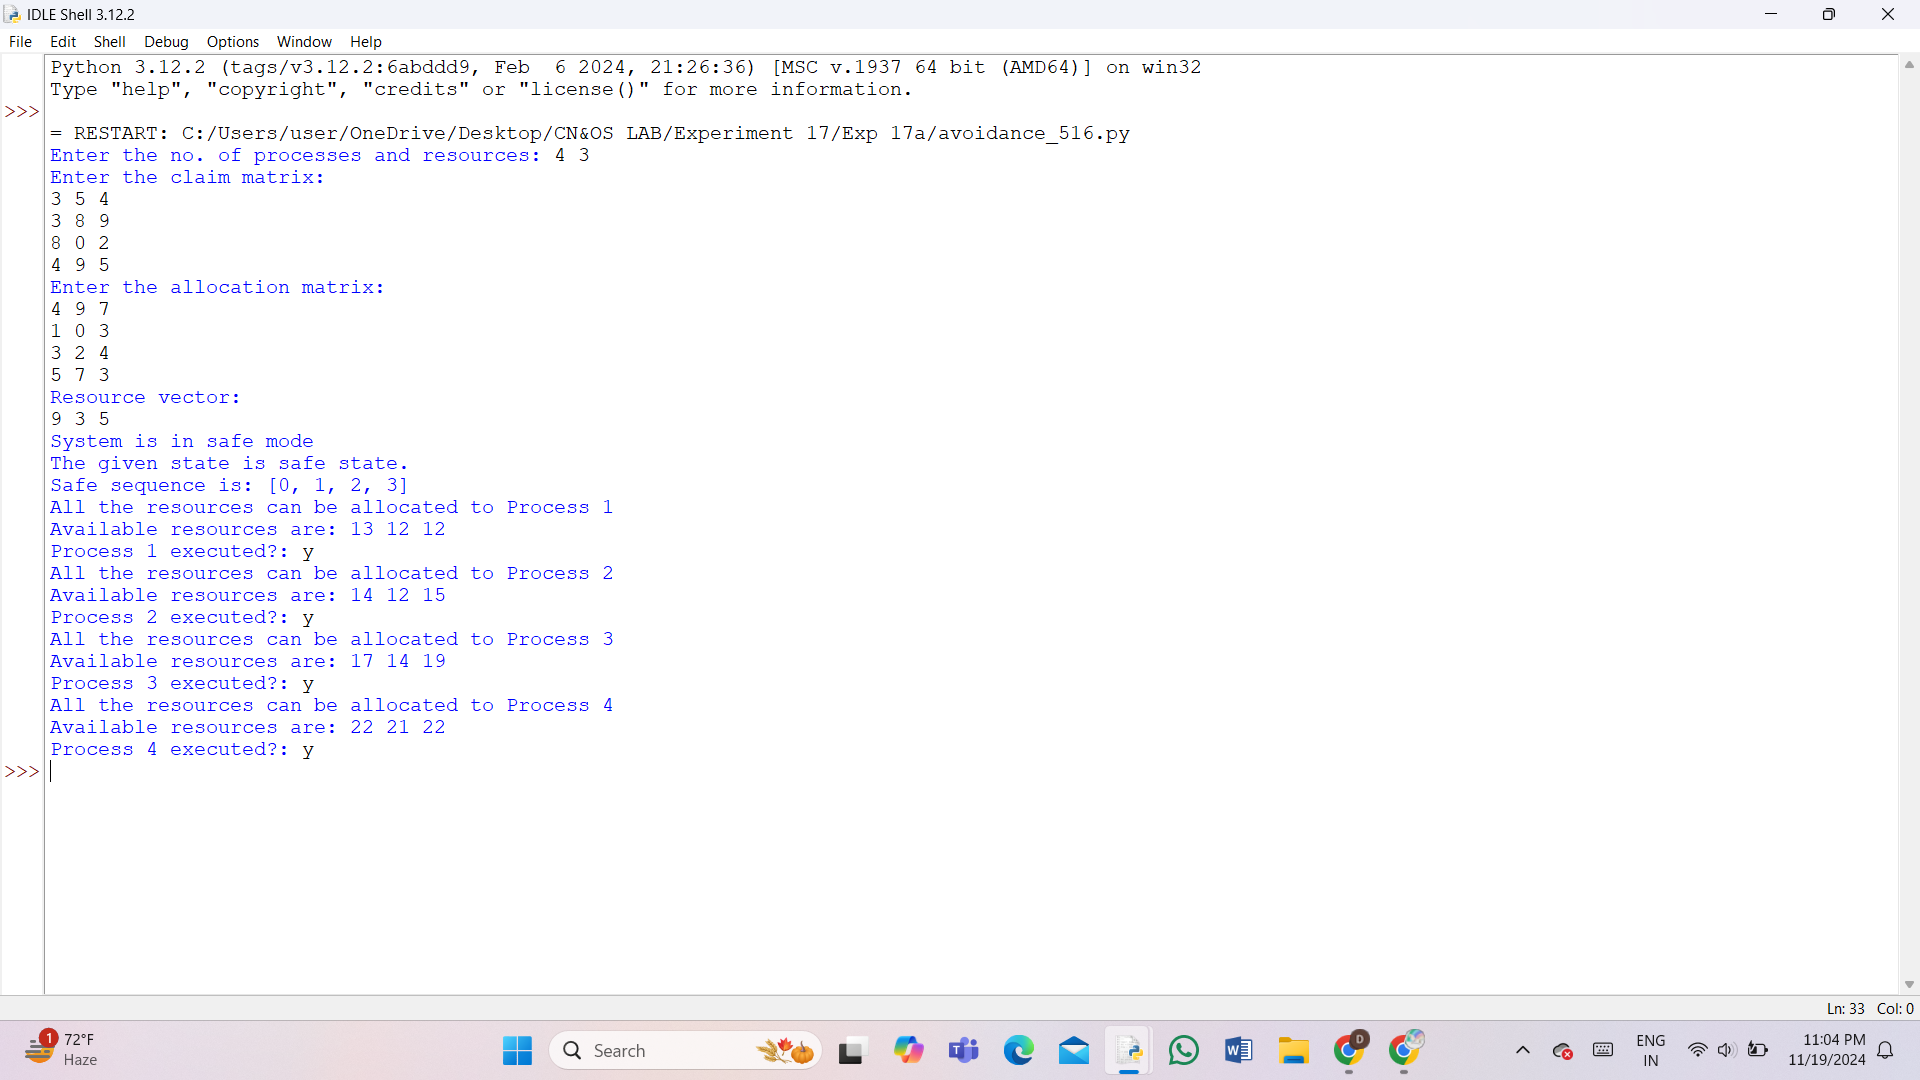 IDLE Shell 3.12.2
File Edit Shell Debug Options Window Help
Python 3.12.2 (tags/v3.12.2:6abddd9, Feb  6 2024, 21:26:36) [MSC v.1937 64 bit (AMD64)] on win32
Type "help", "copyright", "credits" or "license()" for more information.
>>>
= RESTART: C:/Users/user/OneDrive/Desktop/CN&OS LAB/Experiment 17/Exp 17a/avoidance_516.py
Enter the no. of processes and resources: 4 3
Enter the claim matrix:
3 5 4
3 8 9
8 0 2
4 9 5
Enter the allocation matrix:
4 9 7
1 0 3
3 2 4
5 7 3
Resource vector:
9 3 5
System is in safe mode
The given state is safe state.
Safe sequence is: [0, 1, 2, 3]
All the resources can be allocated to Process 1
Available resources are: 13 12 12
Process 1 executed?: y
All the resources can be allocated to Process 2
Available resources are: 14 12 15
Process 2 executed?: y
All the resources can be allocated to Process 3
Available resources are: 17 14 19
Process 3 executed?: y
All the resources can be allocated to Process 4
Available resources are: 22 21 22
Process 4 executed?: y
>>>
Ln: 33 Col: 0
1
72°F
Haze
Search
D
ENG
IN
11:04 PM
11/19/2024